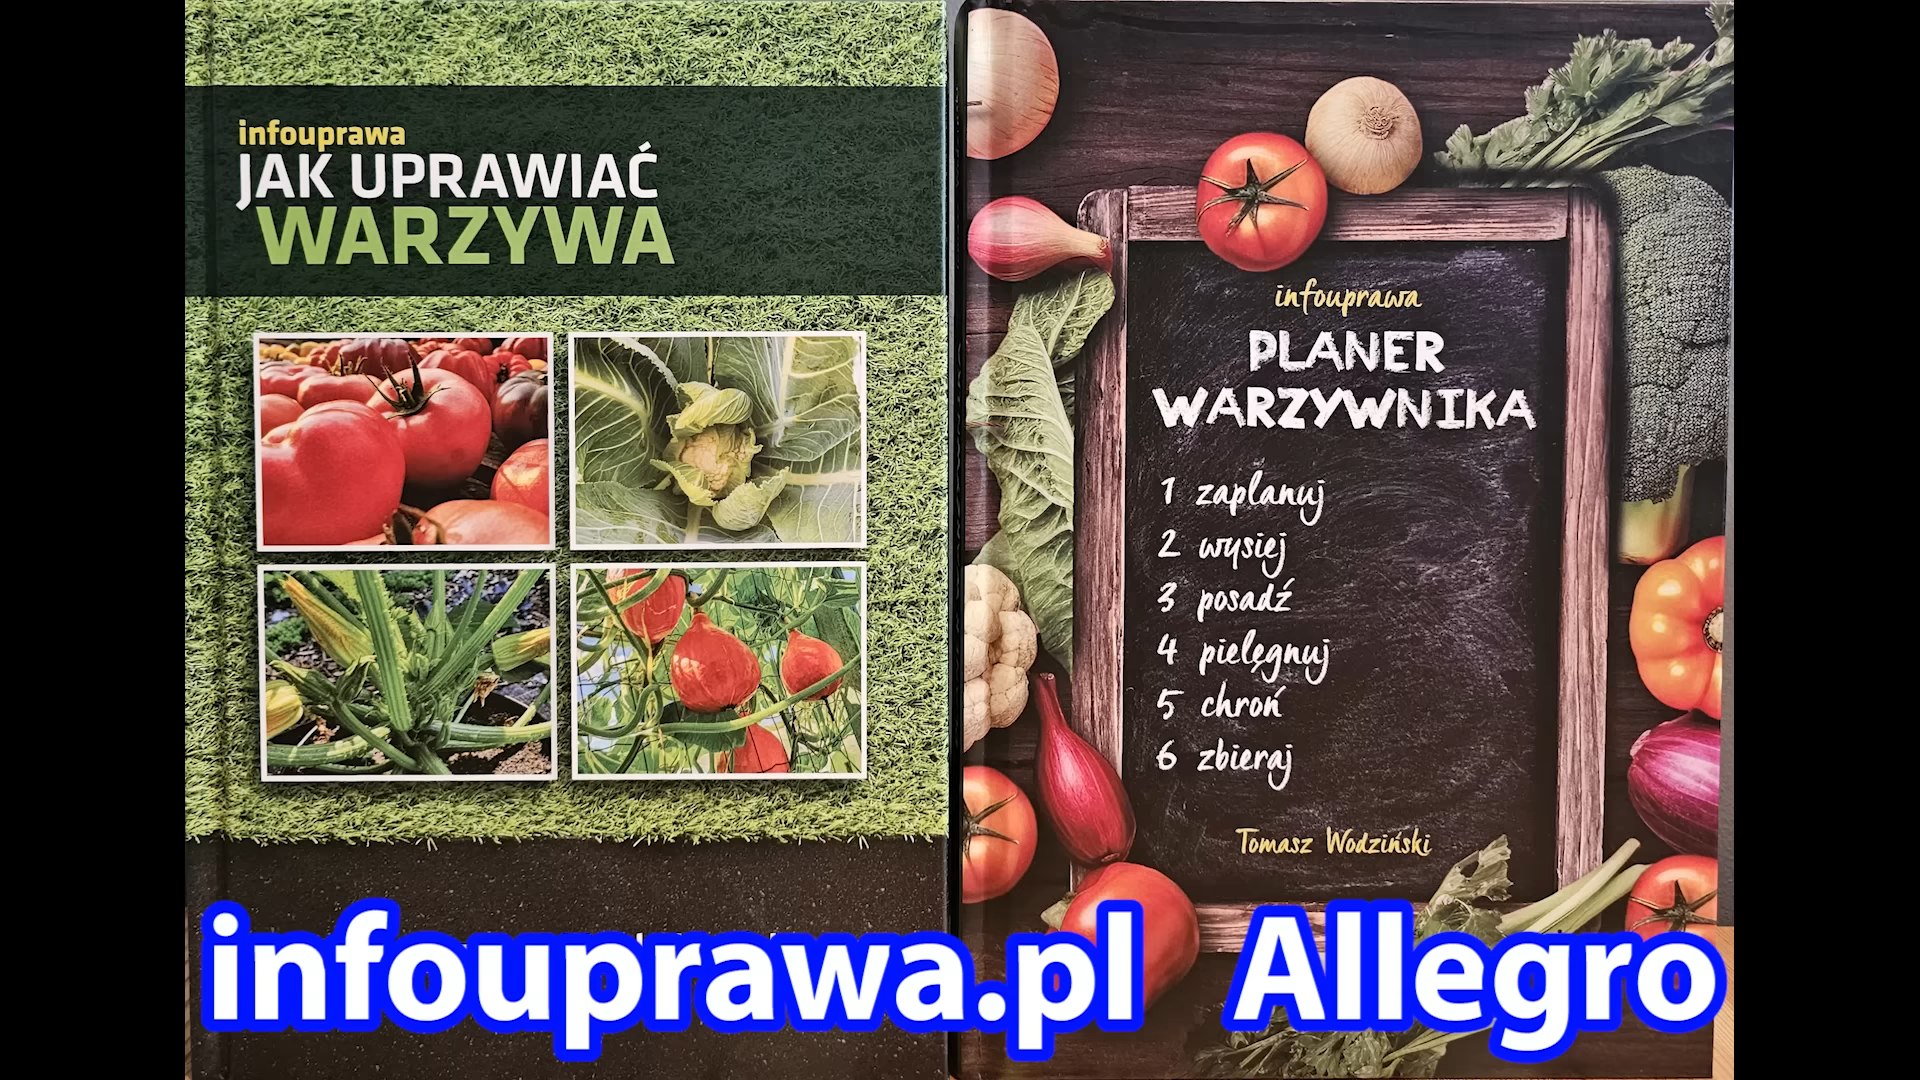 infouprawa
JAK UPRAWIAĆ
WARZYWA
infouprawa
PLANER
WARZYWNIKA
1 zaplanuj
2 wysiej
3 posadź
4 pielęgnuj
5 chroń
6 zbieraj
Tomasz Wodziński
infouprawa.pl Allegro